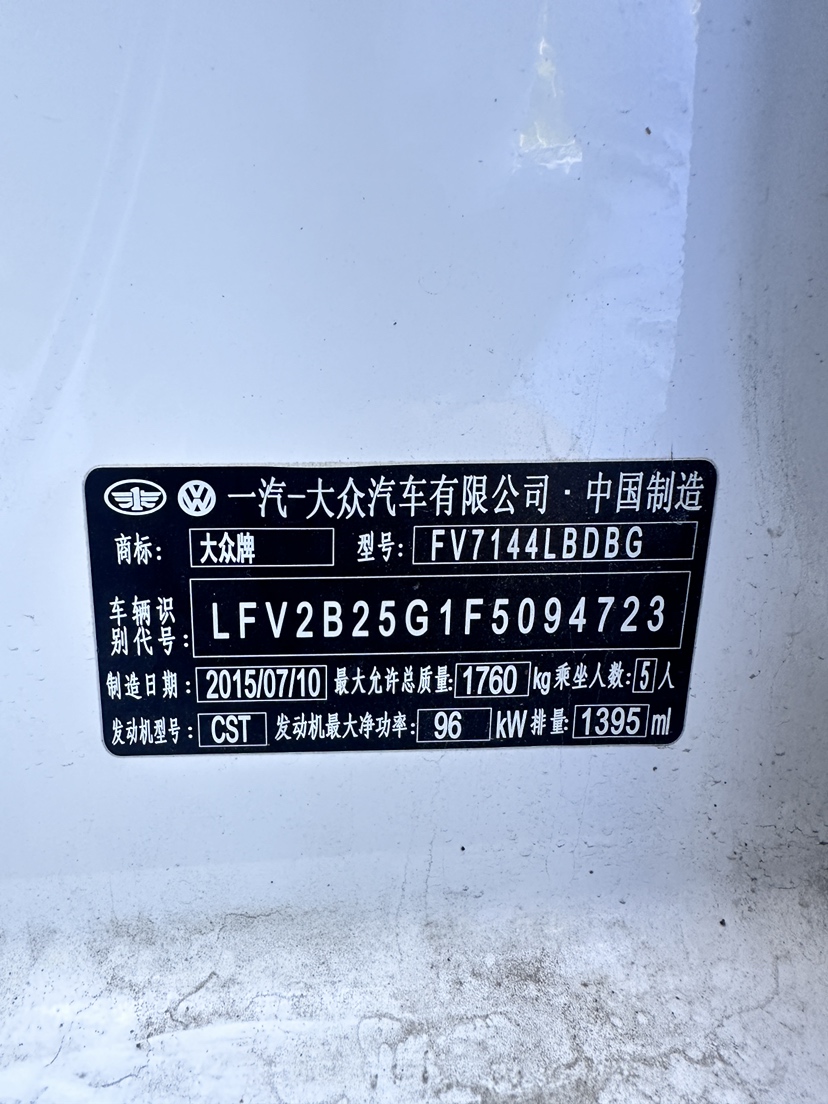 一汽-大众汽车有限公司·中国制造
商标: 大众牌 型号: FV7144LBDBG
车辆识别代号: LFV2B25G1F5094723
制造日期: 2015/07/10 最大允许总质量: 1760 kg 乘坐人数: 5 人
发动机型号: CST 发动机最大净功率: 96 kW 排量: 1395 ml